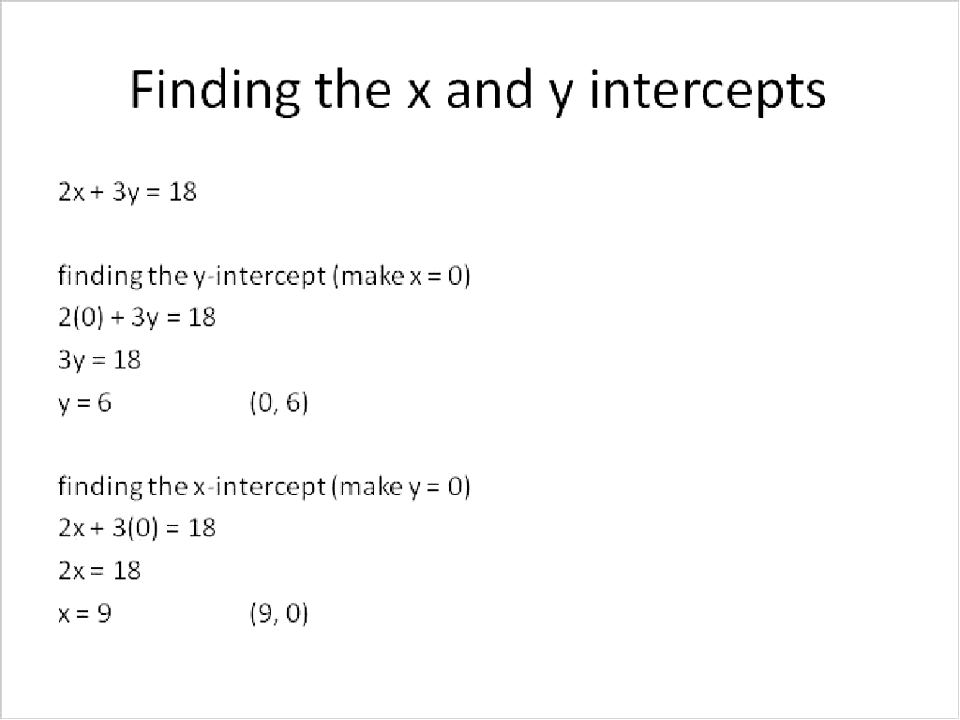 Finding the x and y intercepts
2x + 3y = 18
finding the y-intercept (make x = 0)
2(0) + 3y = 18
3y = 18
y = 6 (0, 6)
finding the x-intercept (make y = 0)
2x + 3(0) = 18
2x = 18
x = 9 (9, 0)